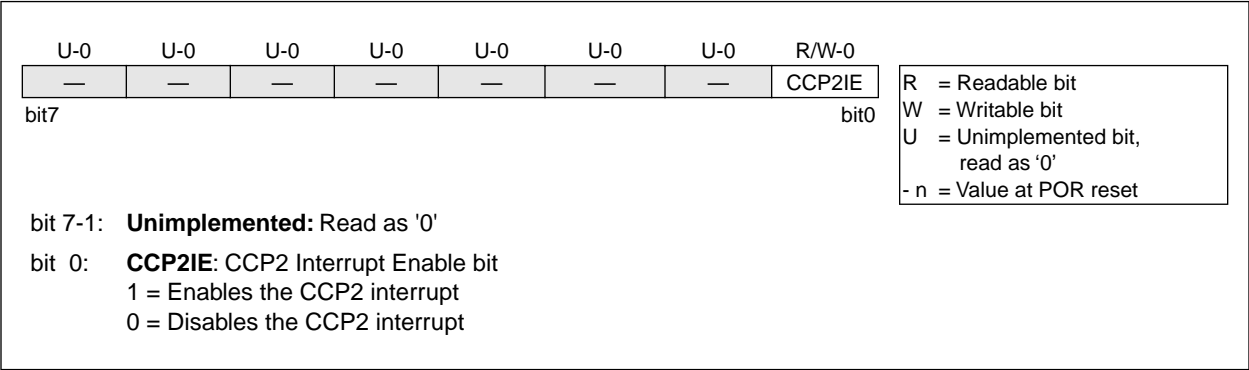 U-0 U-0 U-0 U-0 U-0 U-0 U-0 R/W-0
— — — — — — — CCP2IE
bit7 bit0
R = Readable bit
W = Writable bit
U = Unimplemented bit,
read as ‘0’
- n = Value at POR reset
bit 7-1: Unimplemented: Read as '0'
bit 0: CCP2IE: CCP2 Interrupt Enable bit
1 = Enables the CCP2 interrupt
0 = Disables the CCP2 interrupt